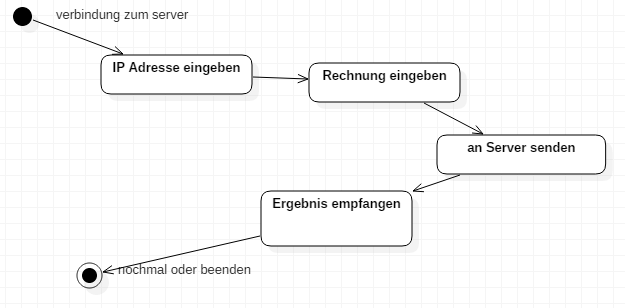 verbindung zum server
IP Adresse eingeben
Rechnung eingeben
an Server senden
Ergebnis empfangen
nochmal oder beenden